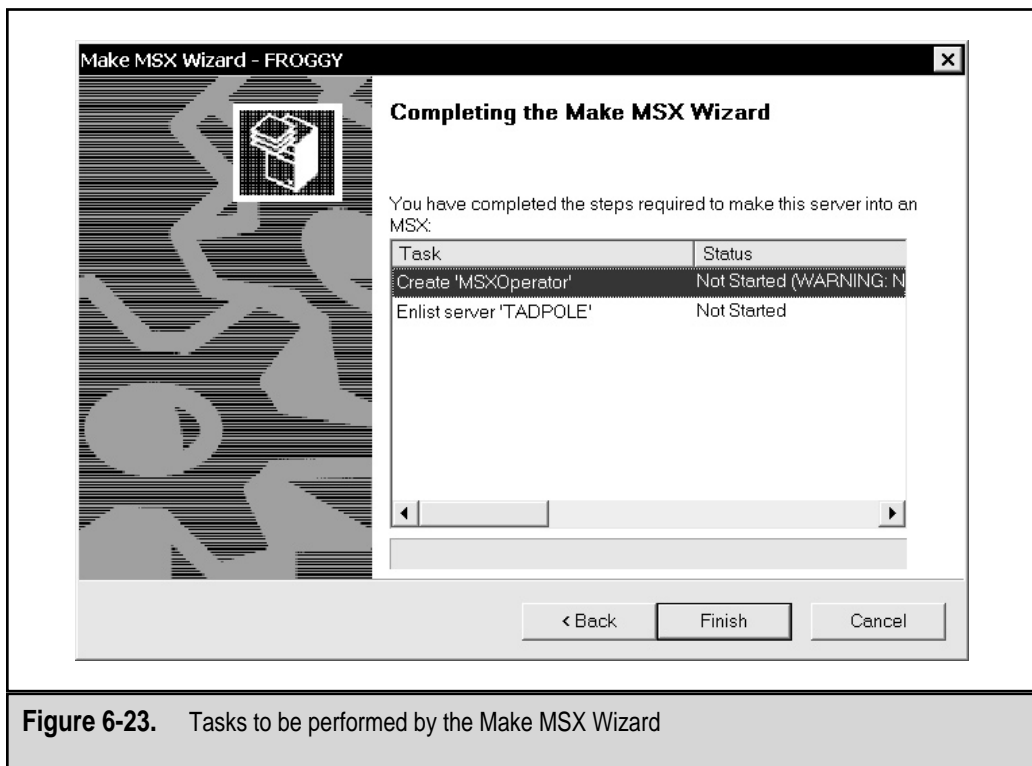 Make MSX Wizard - FROGGY
Completing the Make MSX Wizard
You have completed the steps required to make this server into an
MSX:
Task Status
Create 'MSXOperator' Not Started (WARNING: N
Enlist server 'TADPOLE' Not Started
< Back Finish Cancel
Figure 6-23. Tasks to be performed by the Make MSX Wizard